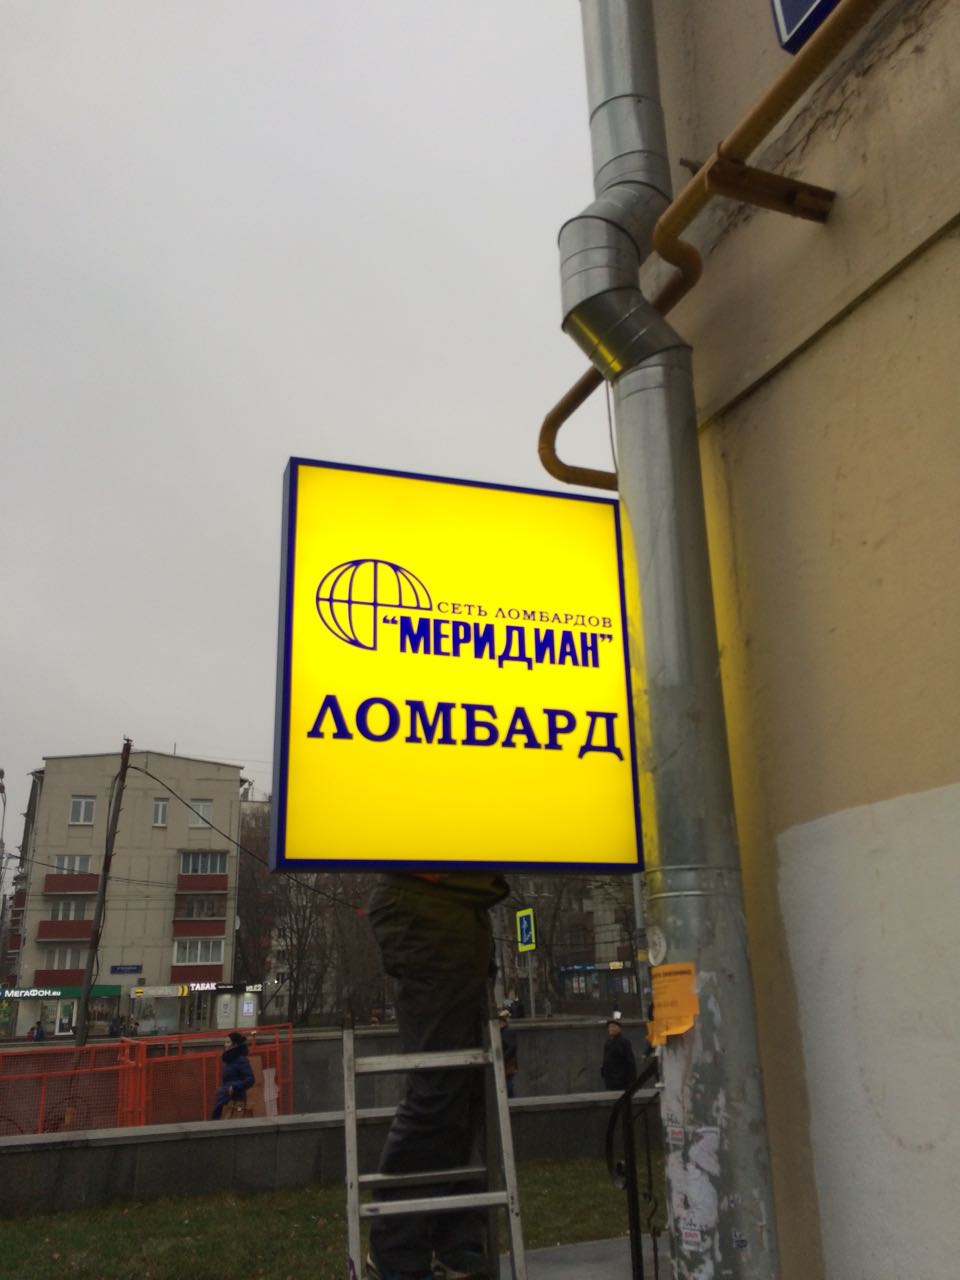 СЕТЬ ЛОМБАРДОВ
"МЕРИДИАН"
ЛОМБАРД
МЕГАФОН.RU
ТАБАК